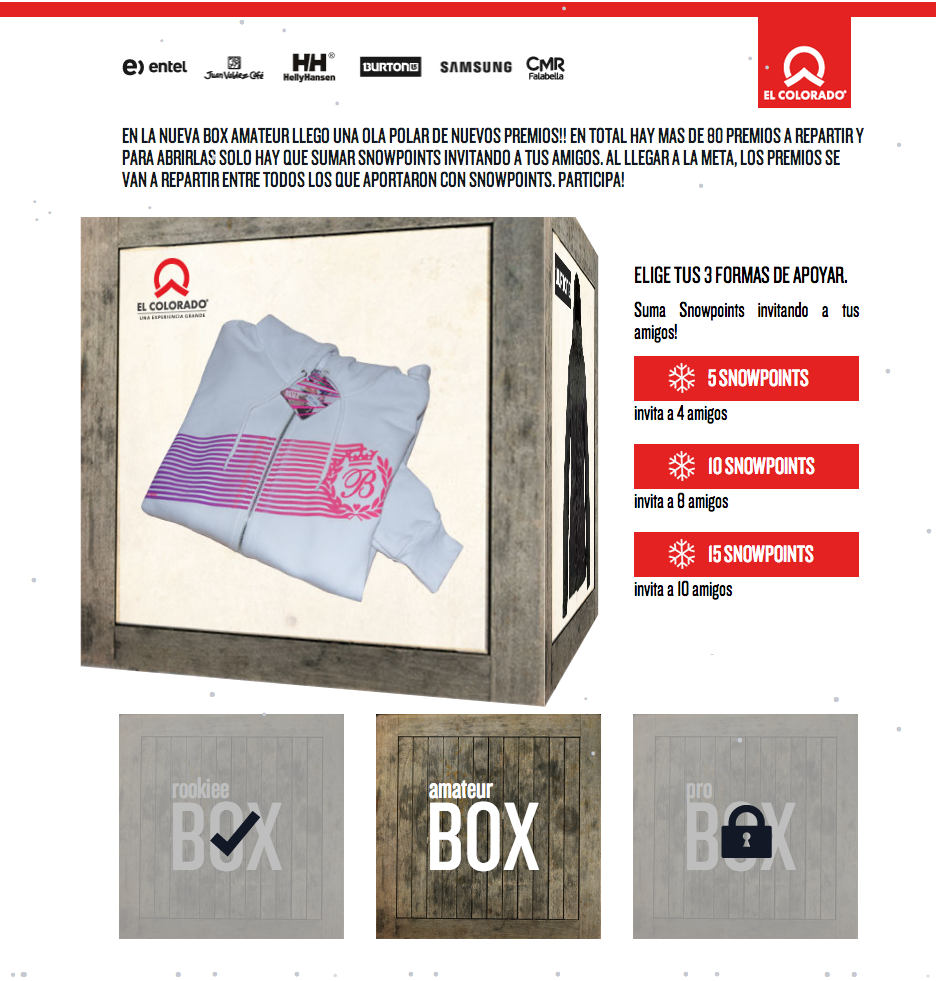 entel
Juan Valdez Café
HH®
HellyHansen
BURTON
SAMSUNG
CMR
Falabella
EL COLORADO®
EN LA NUEVA BOX AMATEUR LLEGO UNA OLA POLAR DE NUEVOS PREMIOS!! EN TOTAL HAY MAS DE 80 PREMIOS A REPARTIR Y
PARA ABRIRLAS SOLO HAY QUE SUMAR SNOWPOINTS INVITANDO A TUS AMIGOS. AL LLEGAR A LA META, LOS PREMIOS SE
VAN A REPARTIR ENTRE TODOS LOS QUE APORTARON CON SNOWPOINTS. PARTICIPA!
EL COLORADO®
UNA EXPERIENCIA GRANDE
B
ELIGE TUS 3 FORMAS DE APOYAR.
Suma Snowpoints invitando a tus
amigos!
5 SNOWPOINTS
invita a 4 amigos
10 SNOWPOINTS
invita a 8 amigos
15 SNOWPOINTS
invita a 10 amigos
rookiee
BOX
amateur
BOX
pro
BOX